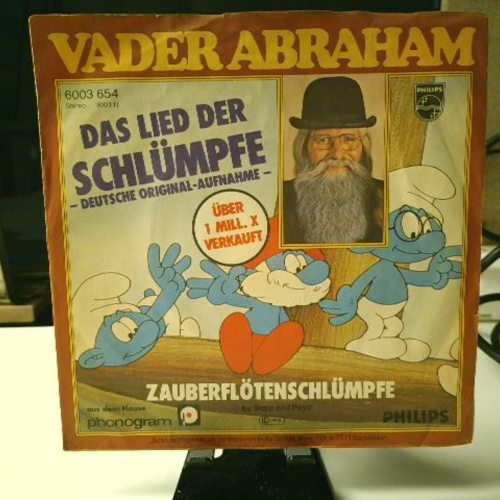 VADER ABRAHAM
6003 654
Stereo
PHILIPS
DAS LIED DER
SCHLÜMPFE
- DEUTSCHE ORIGINAL-AUFNAHME -
ÜBER
1 MILL. X
VERKAUFT
ZAUBERFLÖTENSCHLÜMPFE
aus dem Hause
phonogram
PHILIPS